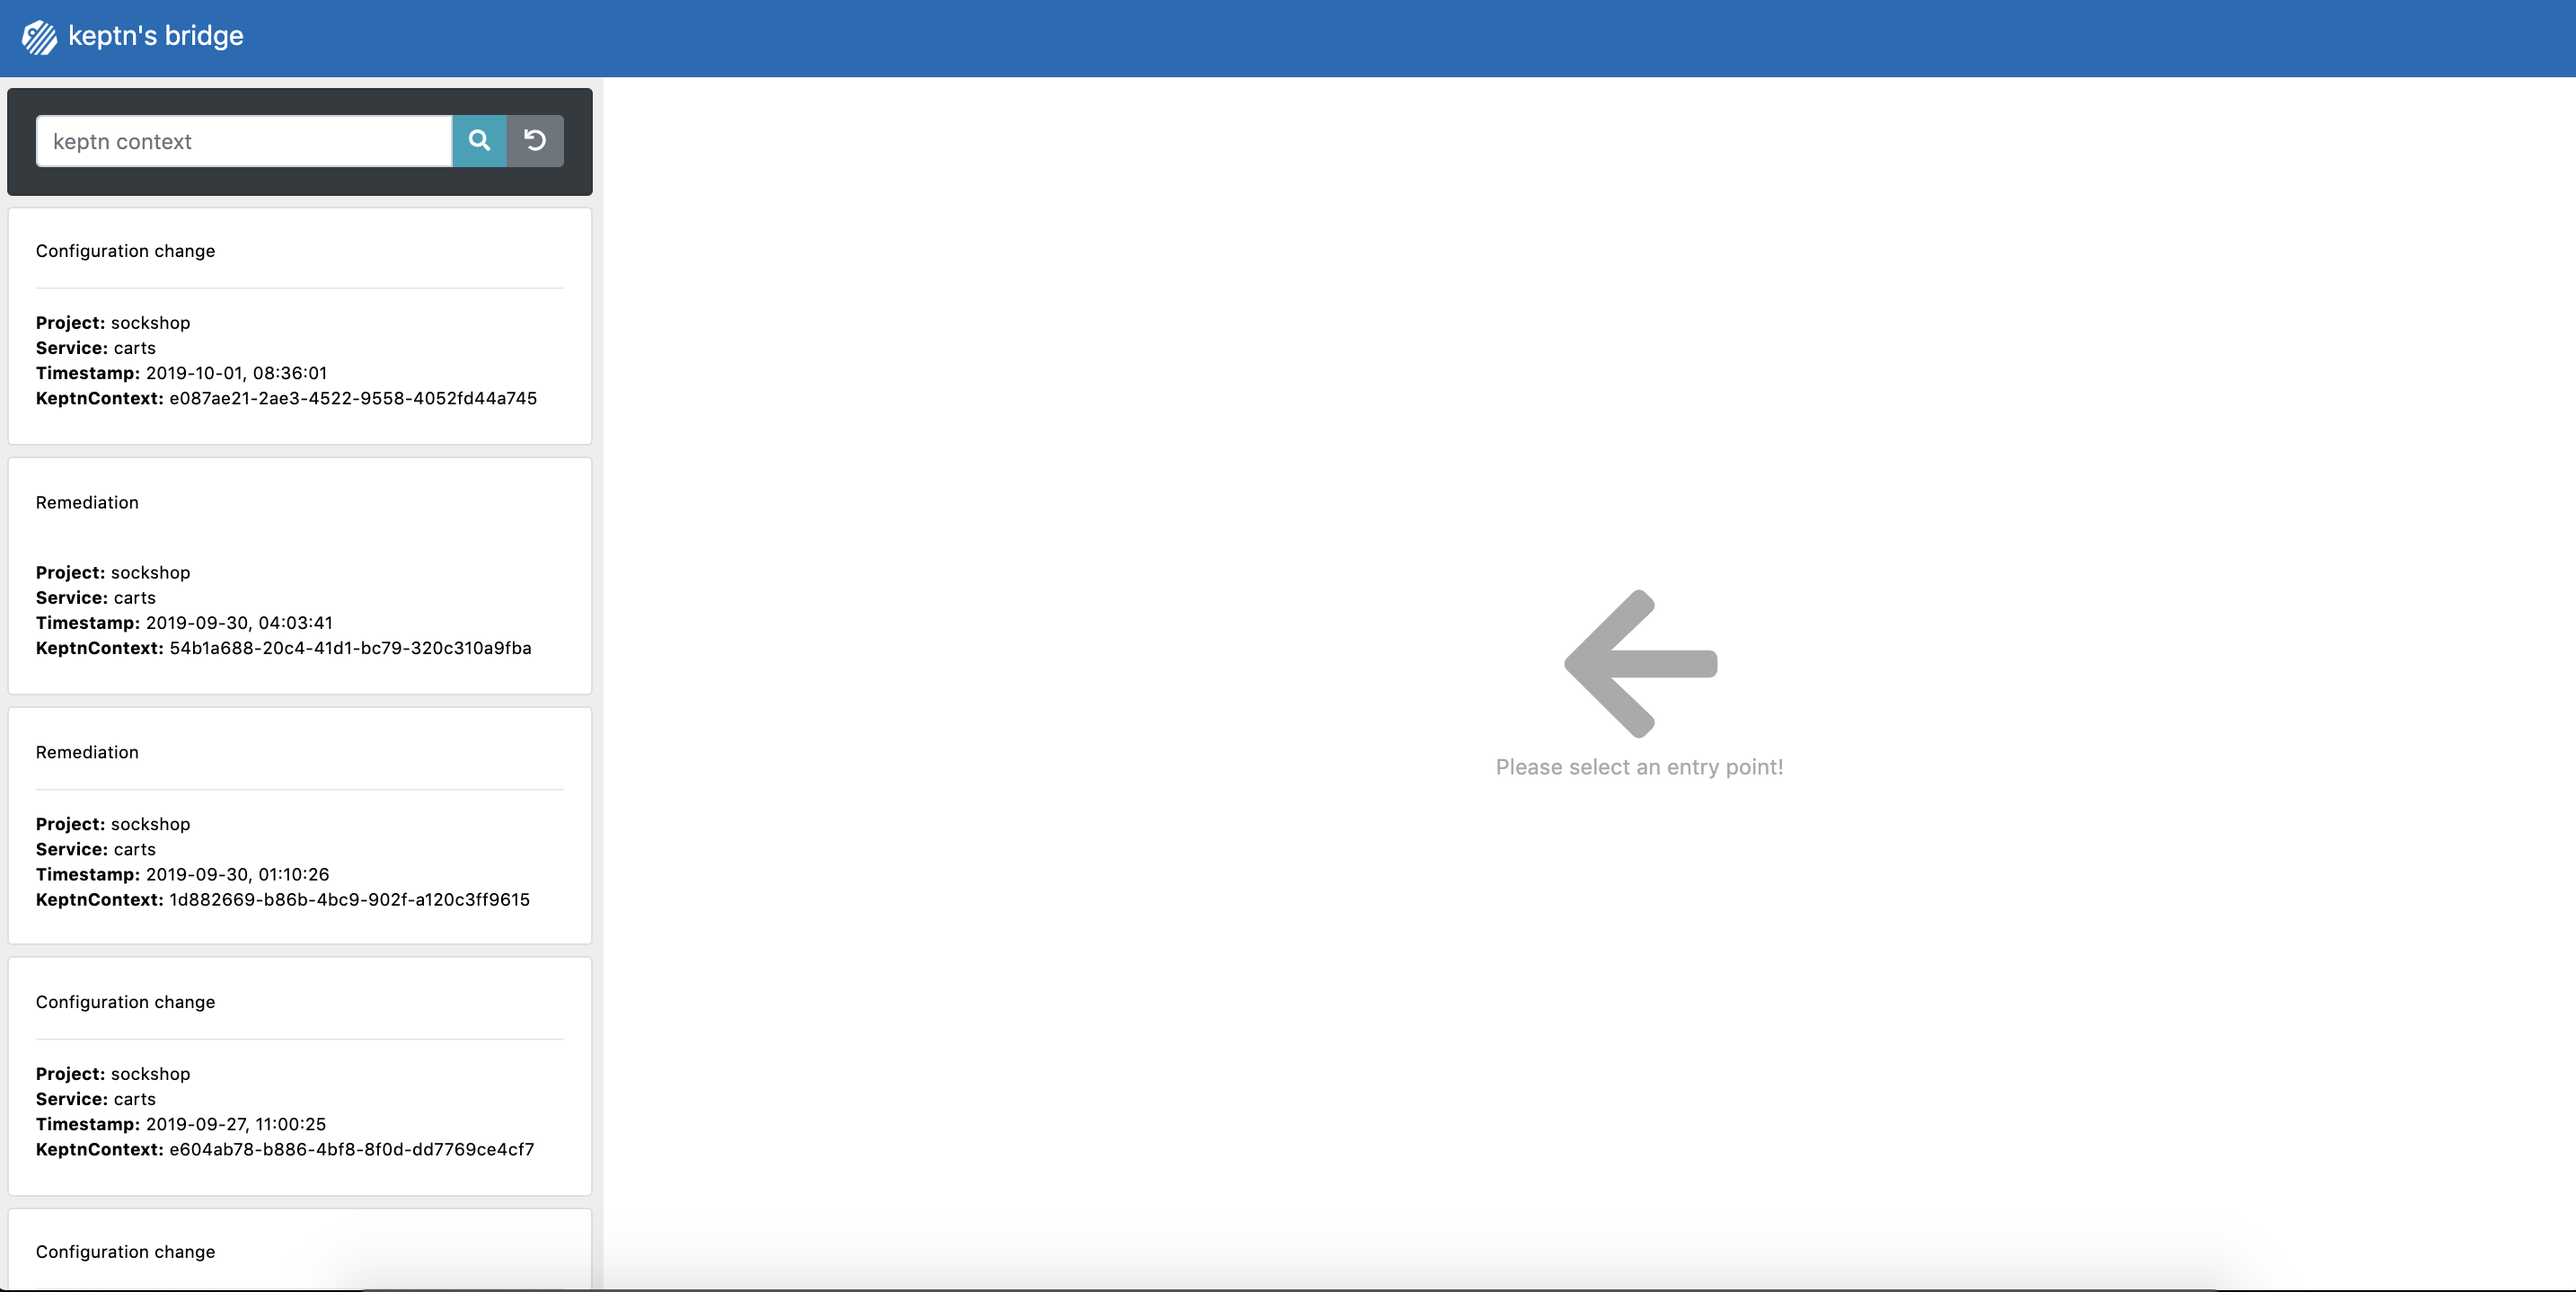 keptn's bridge
keptn context
Configuration change
Project: sockshop
Service: carts
Timestamp: 2019-10-01, 08:36:01
KeptnContext: e087ae21-2ae3-4522-9558-4052fd44a745
Remediation
Project: sockshop
Service: carts
Timestamp: 2019-09-30, 04:03:41
KeptnContext: 54b1a688-20c4-41d1-bc79-320c310a9fba
Remediation
Project: sockshop
Service: carts
Timestamp: 2019-09-30, 01:10:26
KeptnContext: 1d882669-b86b-4bc9-902f-a120c3ff9615
Configuration change
Project: sockshop
Service: carts
Timestamp: 2019-09-27, 11:00:25
KeptnContext: e604ab78-b886-4bf8-8f0d-dd7769ce4cf7
Configuration change
Please select an entry point!